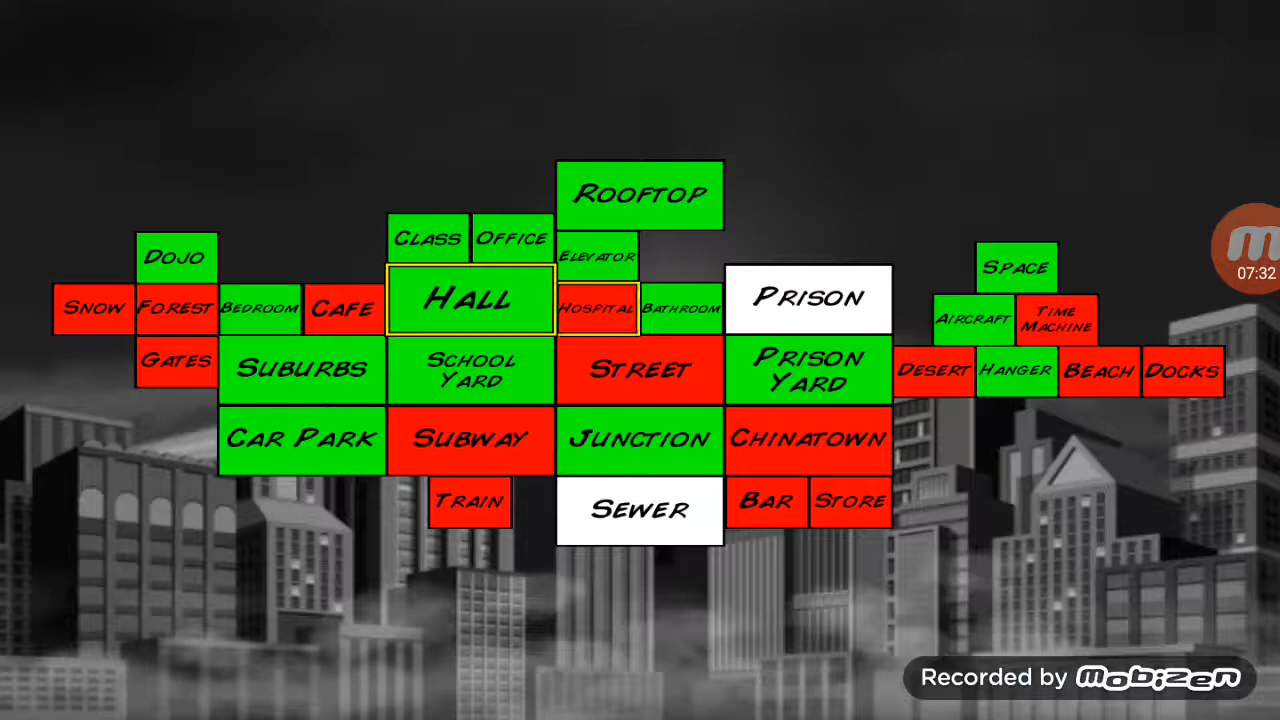 ROOFTOP
CLASS
OFFICE
DOJO
ELEVATOR
SPACE
SNOW
FOREST
BEDROOM
CAFE
HALL
HOSPITAL
BATHROOM
PRISON
AIRCRAFT
TIME
MACHINE
07:32
GATES
SUBURBS
SCHOOL
YARD
STREET
PRISON
YARD
DESERT
HANGER
BEACH
DOCKS
CAR PARK
SUBWAY
JUNCTION
CHINATOWN
TRAIN
SEWER
BAR
STORE
Recorded by mobizen